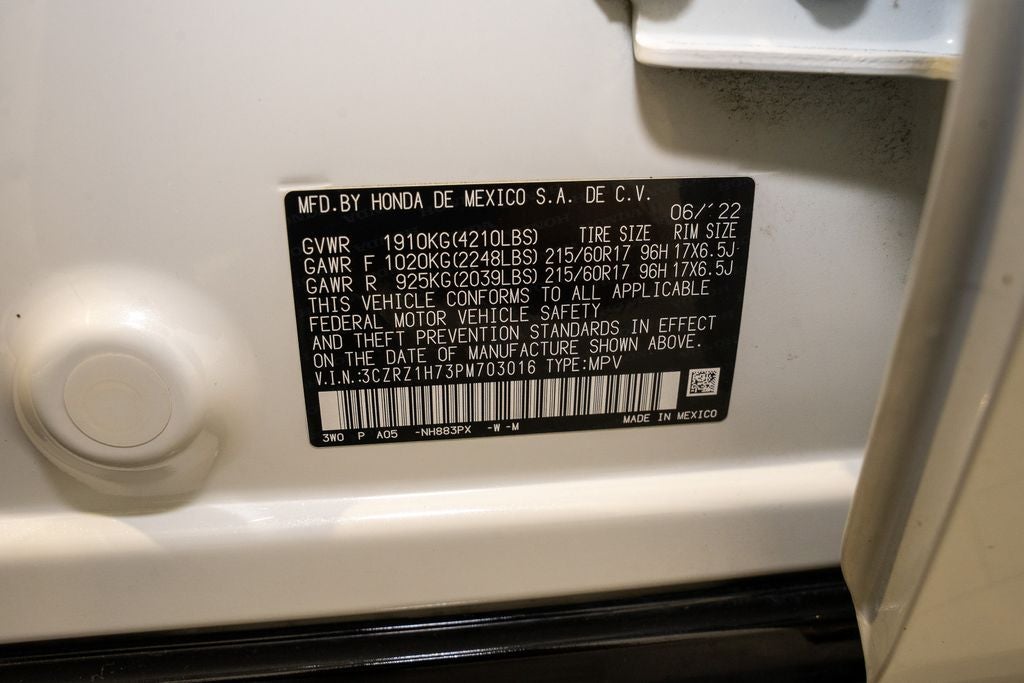 MFD.BY HONDA DE MEXICO S.A. DE C.V.
06/'22
GVWR 1910KG(4210LBS) TIRE SIZE RIM SIZE
GAWR F 1020KG(2248LBS) 215/60R17 96H 17X6.5J
GAWR R 925KG(2039LBS) 215/60R17 96H 17X6.5J
THIS VEHICLE CONFORMS TO ALL APPLICABLE
FEDERAL MOTOR VEHICLE SAFETY
AND THEFT PREVENTION STANDARDS IN EFFECT
ON THE DATE OF MANUFACTURE SHOWN ABOVE.
V.I.N.:3CZRZ1H73PM703016 TYPE:MPV
3W0 P A05 -NH883PX -W -M MADE IN MEXICO